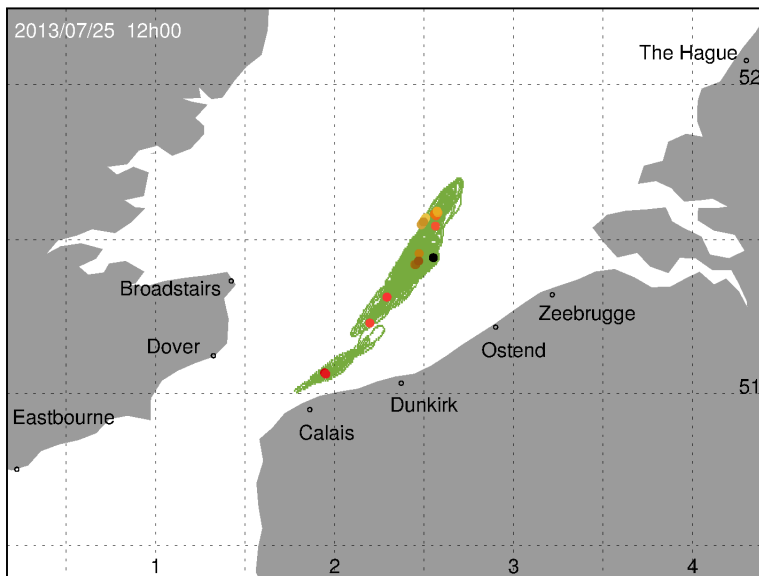 2013/07/25 12h00
The Hague
52
Broadstairs
Zeebrugge
Dover
Ostend
51
Dunkirk
Eastbourne
Calais
1 2 3 4